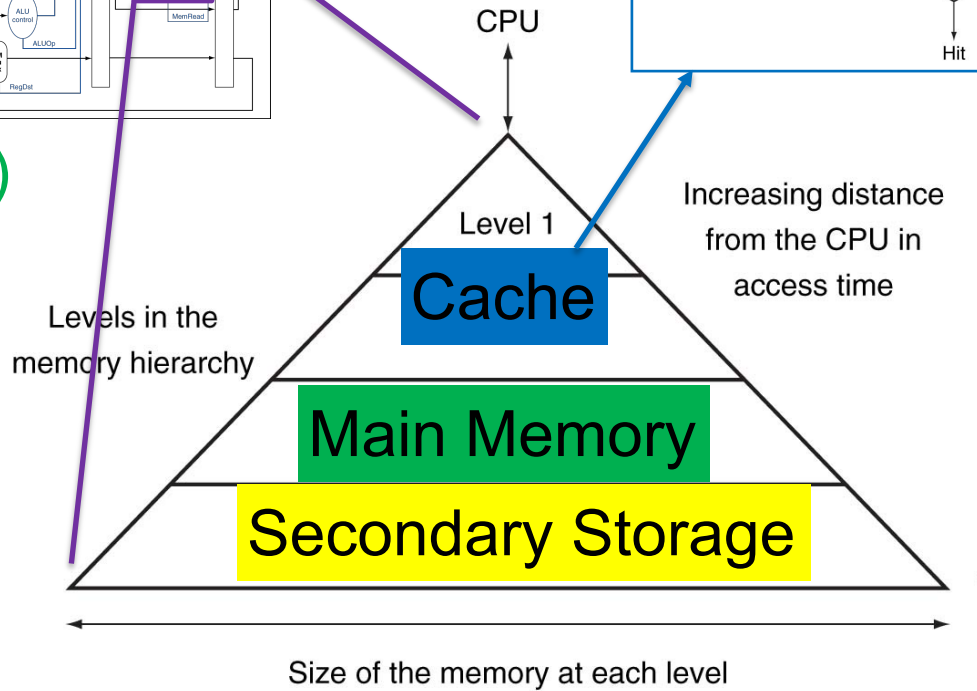 ALU
control
ALUOp
RegDst
MemRead
CPU
Hit
Level 1
Increasing distance
from the CPU in
access time
Cache
Levels in the
memory hierarchy
Main Memory
Secondary Storage
Size of the memory at each level